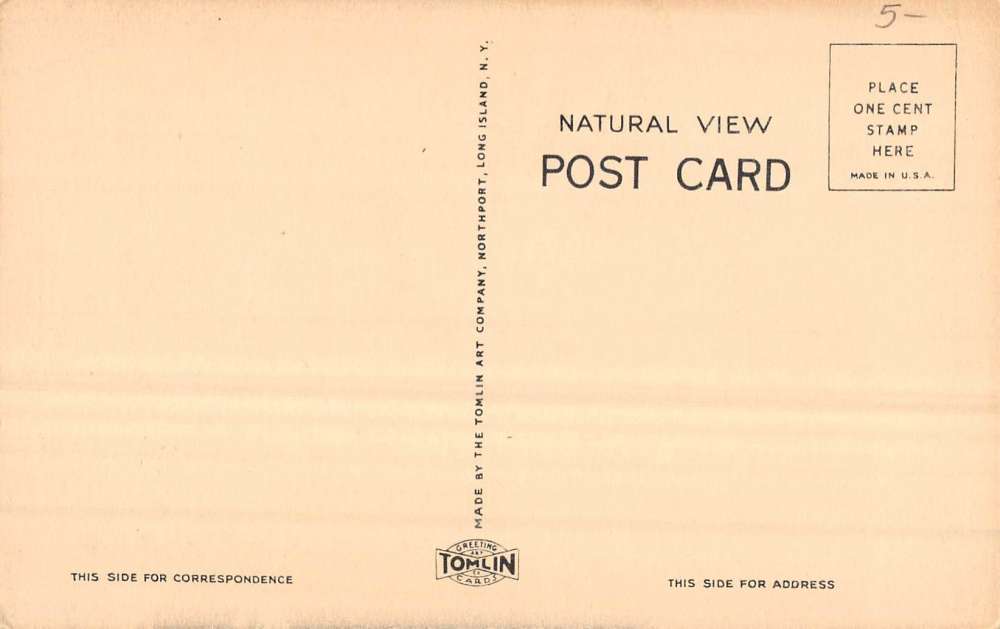 5-
PLACE
ONE CENT
STAMP
HERE
MADE IN U.S.A.
NATURAL VIEW
POST CARD
MADE BY THE TOMLIN ART COMPANY, NORTHPORT, LONG ISLAND, N. Y.
GREETING
ART
TOMLIN
CO
CARDS
THIS SIDE FOR CORRESPONDENCE
THIS SIDE FOR ADDRESS